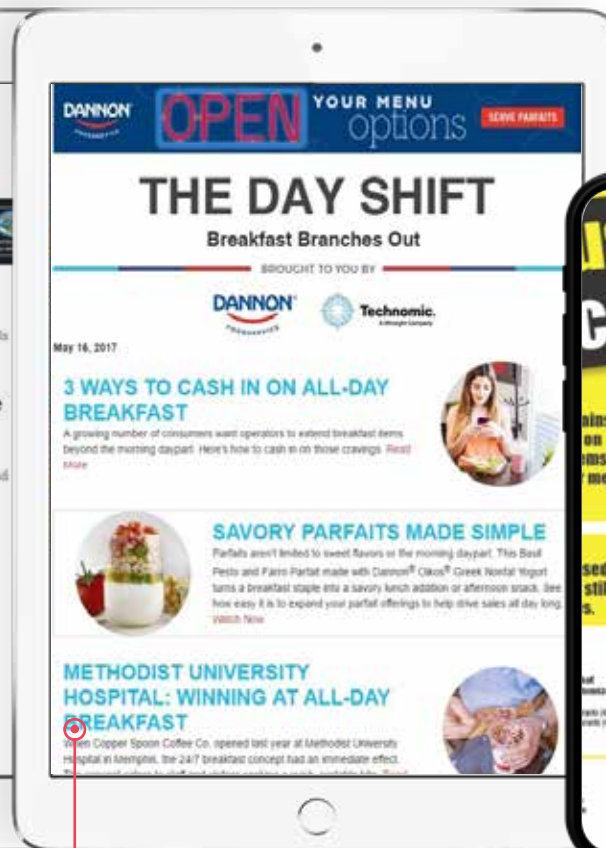 DANNON
FOODSERVICE
OPEN
YOUR MENU
options
SERVE PARFAITS
THE DAY SHIFT
Breakfast Branches Out
BROUGHT TO YOU BY
DANNON
FOODSERVICE
Technomic.
A Winsight Company
May 16, 2017
3 WAYS TO CASH IN ON ALL-DAY
BREAKFAST
A growing number of consumers want operators to extend breakfast items
beyond the morning daypart. Here's how to cash in on those cravings. Read
More
SAVORY PARFAITS MADE SIMPLE
Parfaits aren't limited to sweet flavors or the morning daypart. This Basil
Pesto and Farro Parfait made with Dannon® Oikos® Greek Nonfat Yogurt
turns a breakfast staple into a savory lunch addition or afternoon snack. See
how easy it is to expand your parfait offerings to help drive sales all day long.
Watch Now
METHODIST UNIVERSITY
HOSPITAL: WINNING AT ALL-DAY
BREAKFAST
When Copper Spoon Coffee Co. opened last year at Methodist University
Hospital in Memphis, the 24/7 breakfast concept had an immediate effect.